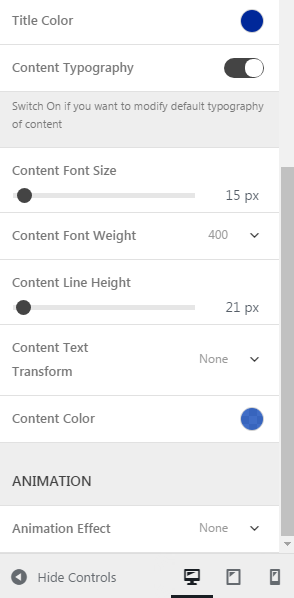 Title Color
Content Typography
Switch On if you want to modify default typography
of content
Content Font Size
15 px
Content Font Weight 400
Content Line Height
21 px
Content Text
Transform
None
Content Color
ANIMATION
Animation Effect None
Hide Controls